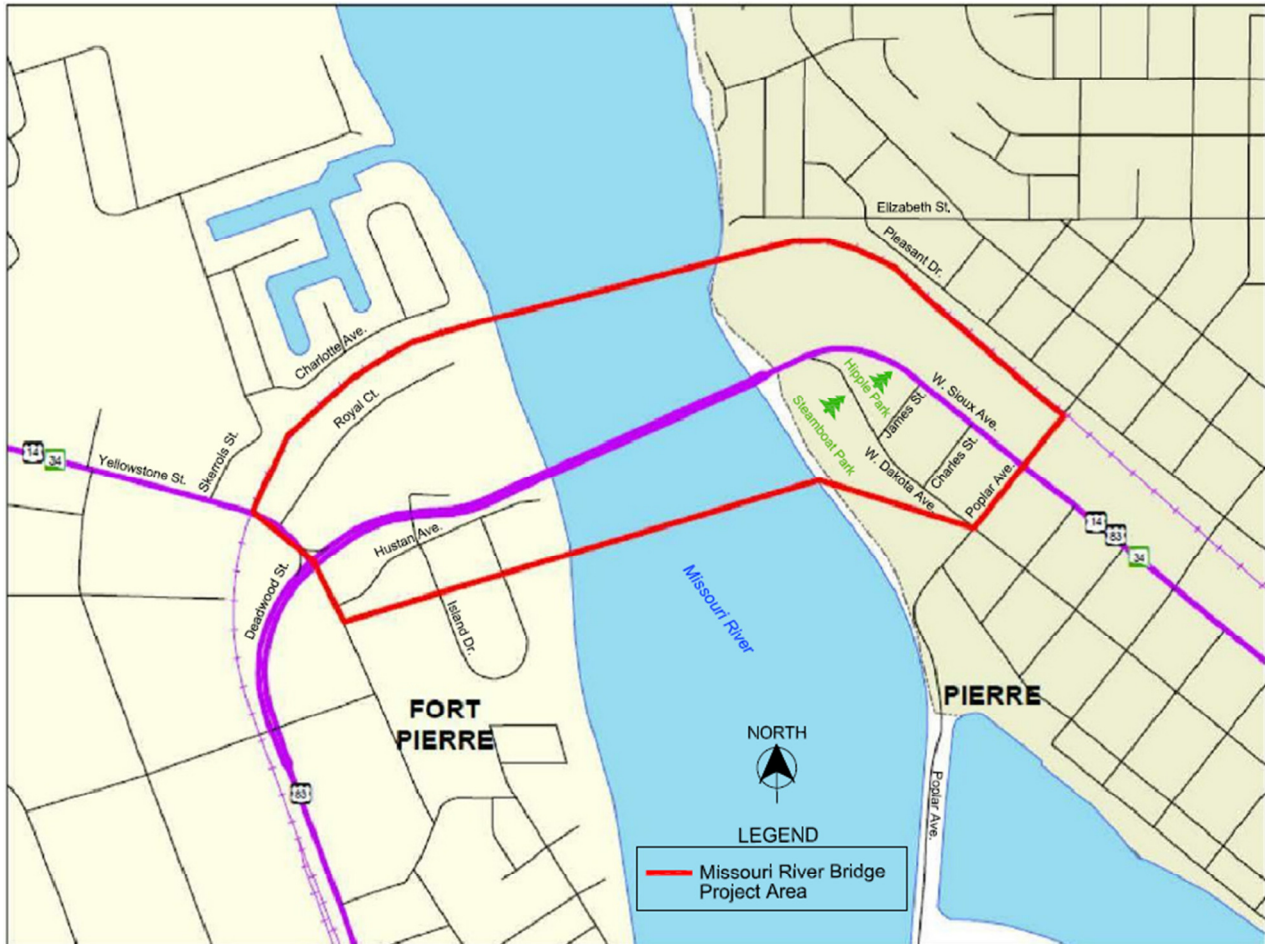 Elizabeth St.
Pleasant Dr.
Charlotte Ave.
Royal Ct.
Hipple Park
W. Sioux Ave.
James St.
Steamboat Park
Skerrols St.
Charles St.
14
34
Yellowstone St.
W. Dakota Ave.
Poplar Ave.
14
83
34
Hustan Ave.
Deadwood St.
Island Dr.
Missouri River
FORT
PIERRE
PIERRE
NORTH
83
Poplar Ave.
LEGEND
Missouri River Bridge
Project Area